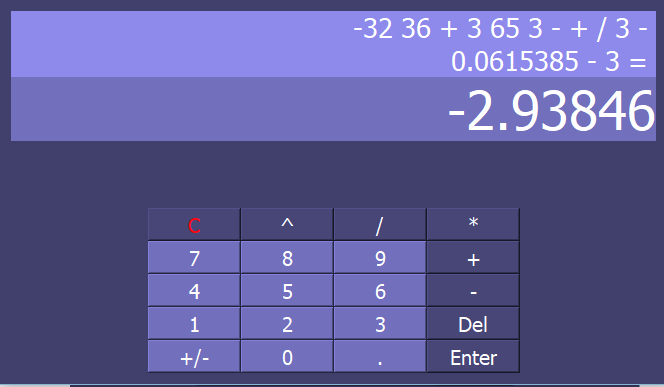 -32 36 + 3 65 3 - + / 3 -
0.0615385 - 3 =
-2.93846
C ^ / *
7 8 9 +
4 5 6 -
1 2 3 Del
+/- 0 . Enter